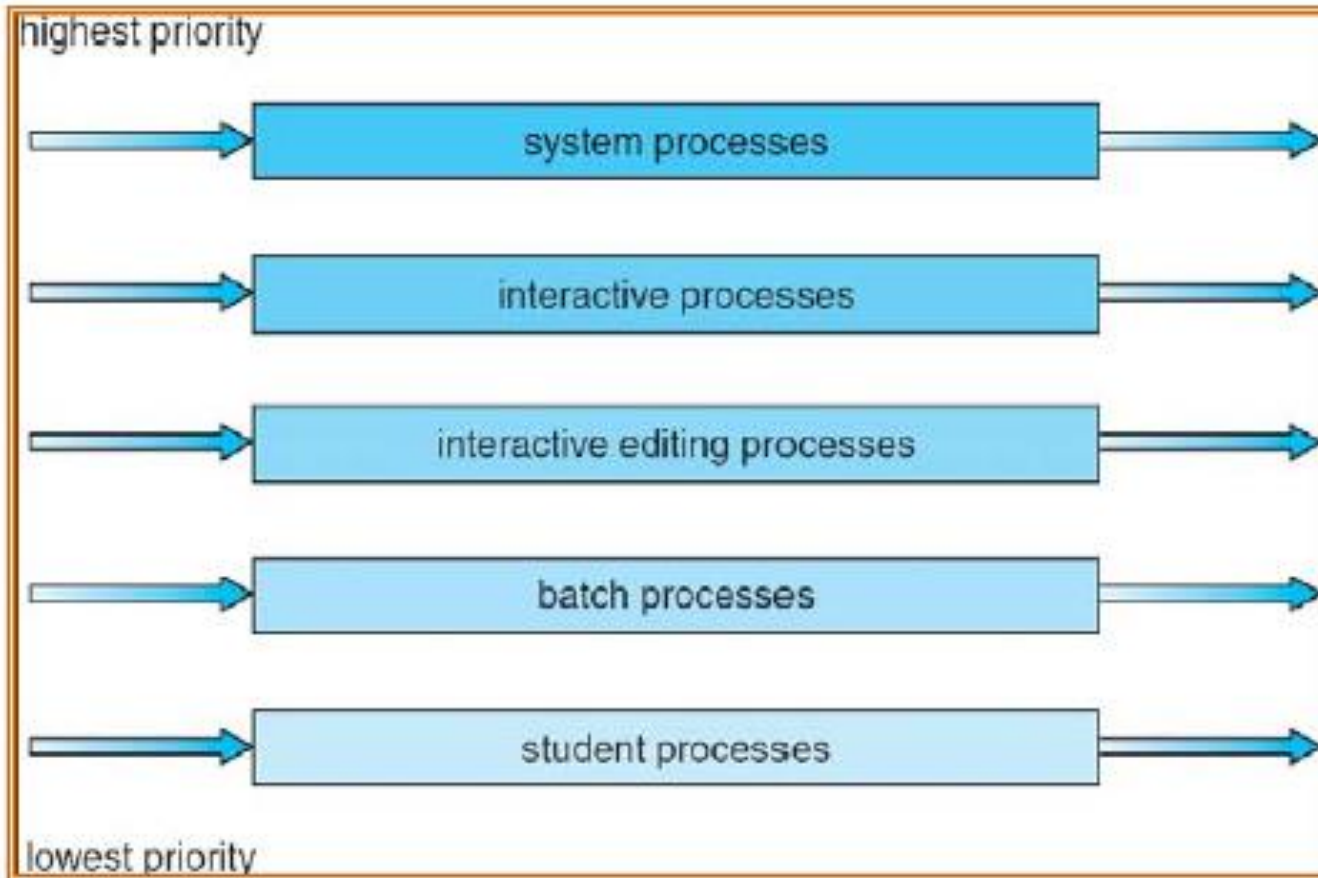 highest priority
system processes
interactive processes
interactive editing processes
batch processes
student processes
lowest priority